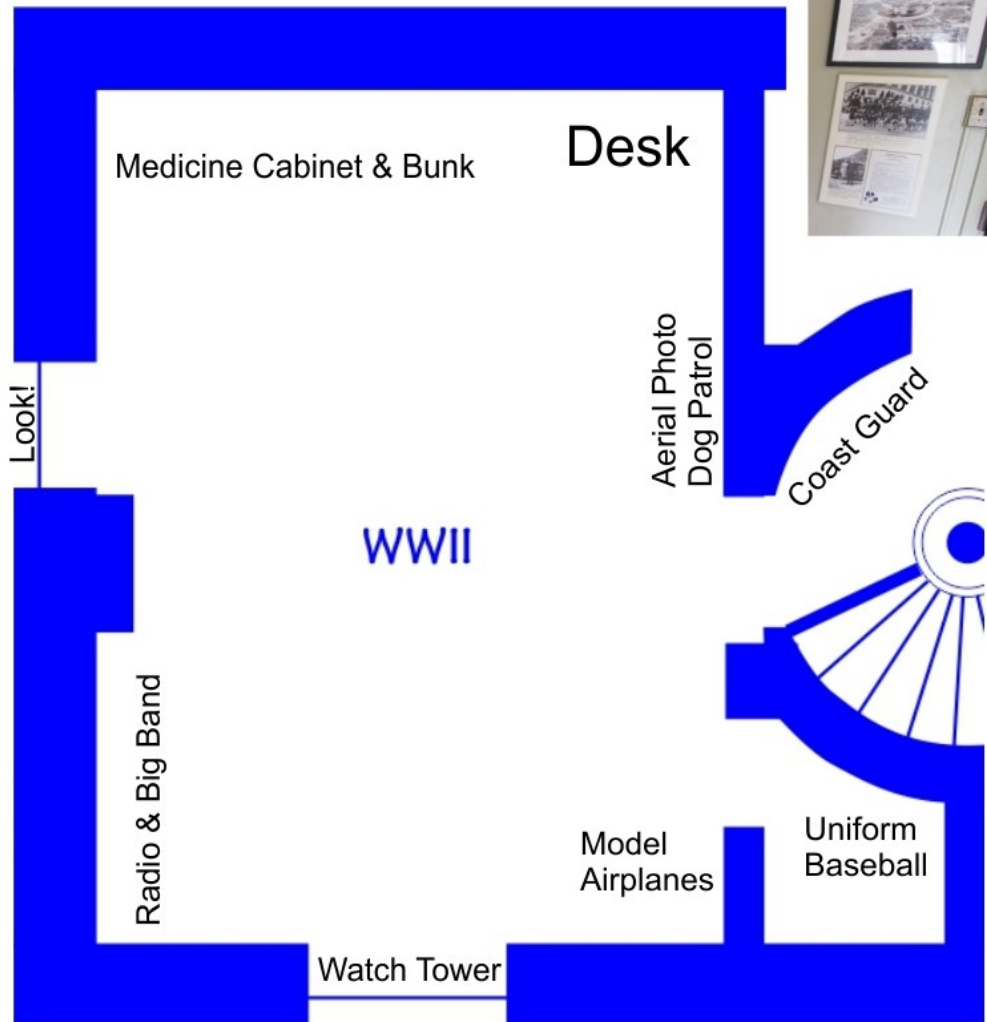 Medicine Cabinet & Bunk
Desk
Look!
Aerial Photo
Dog Patrol
Coast Guard
WWII
Radio & Big Band
Model
Airplanes
Uniform
Baseball
Watch Tower